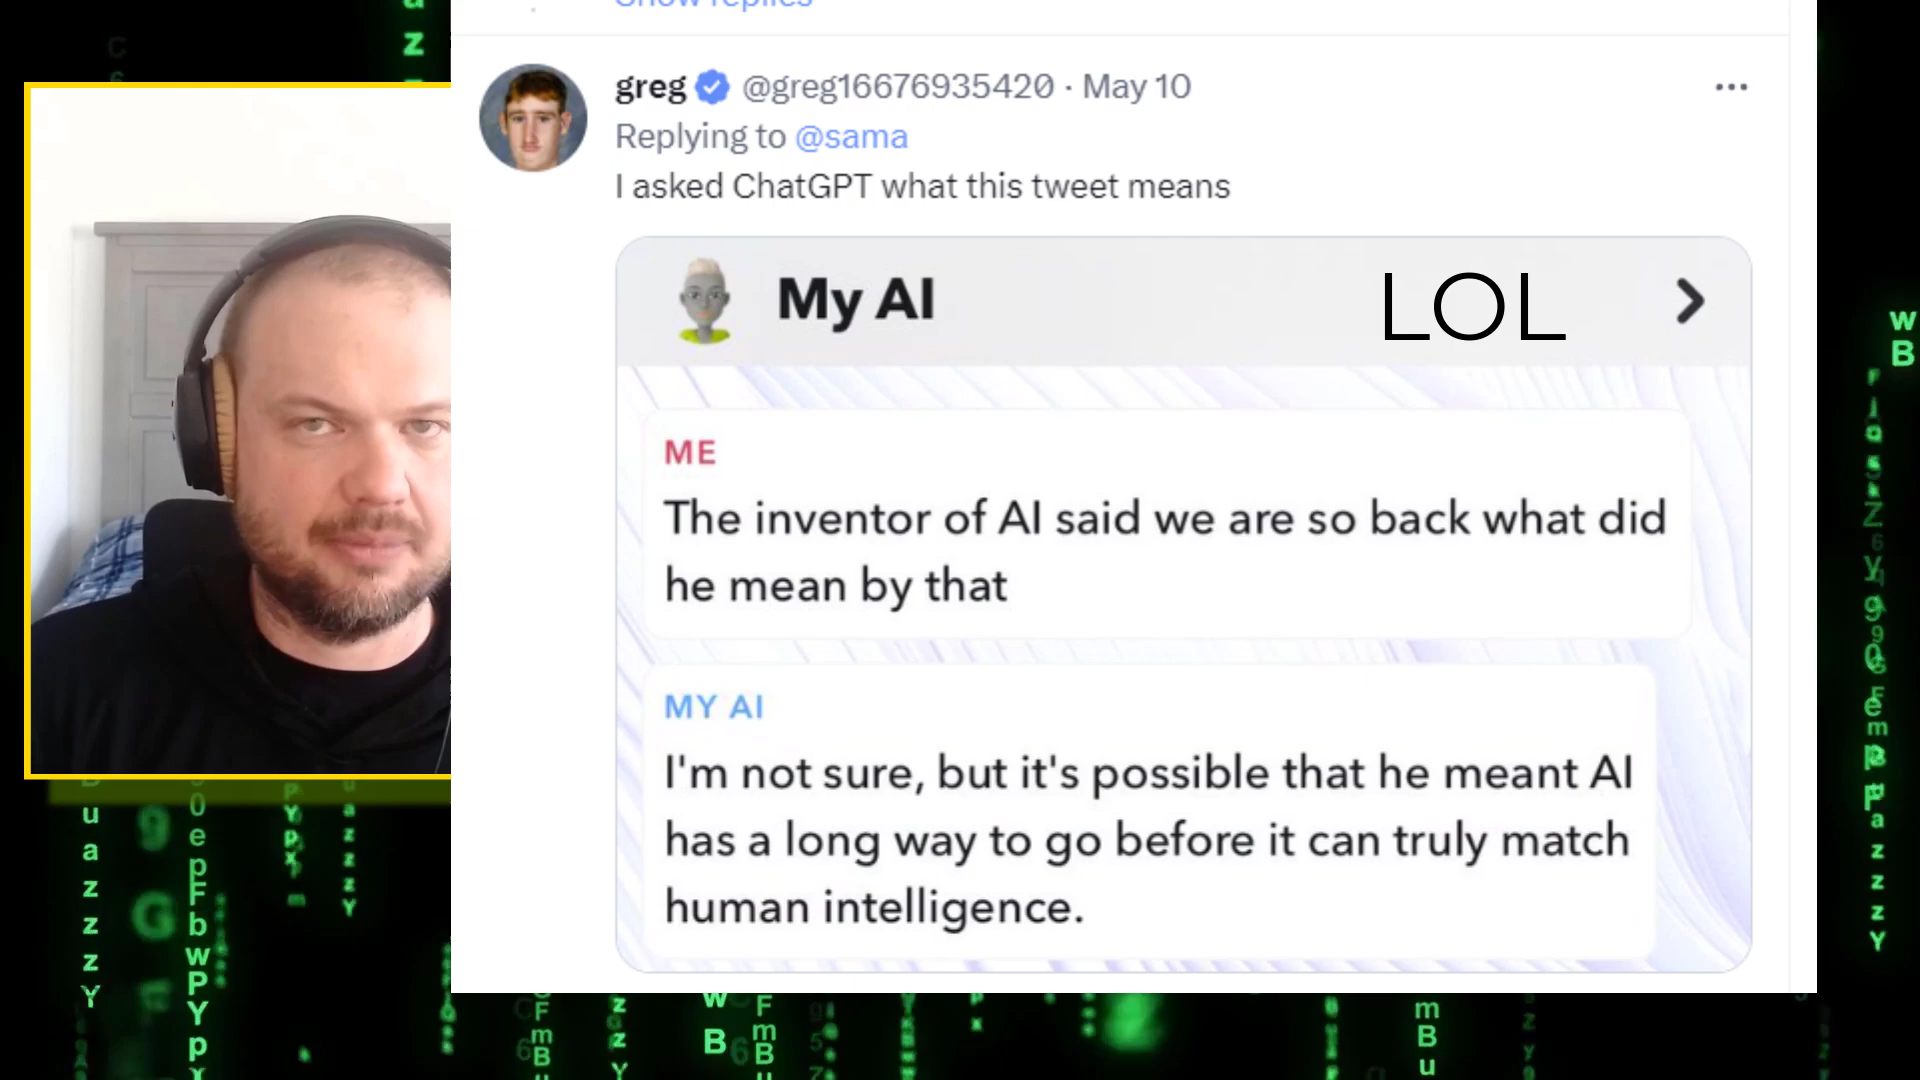 greg @greg16676935420 · May 10
Replying to @sama
I asked ChatGPT what this tweet means
My AI
LOL
ME
The inventor of AI said we are so back what did
he mean by that
MY AI
I'm not sure, but it's possible that he meant AI
has a long way to go before it can truly match
human intelligence.